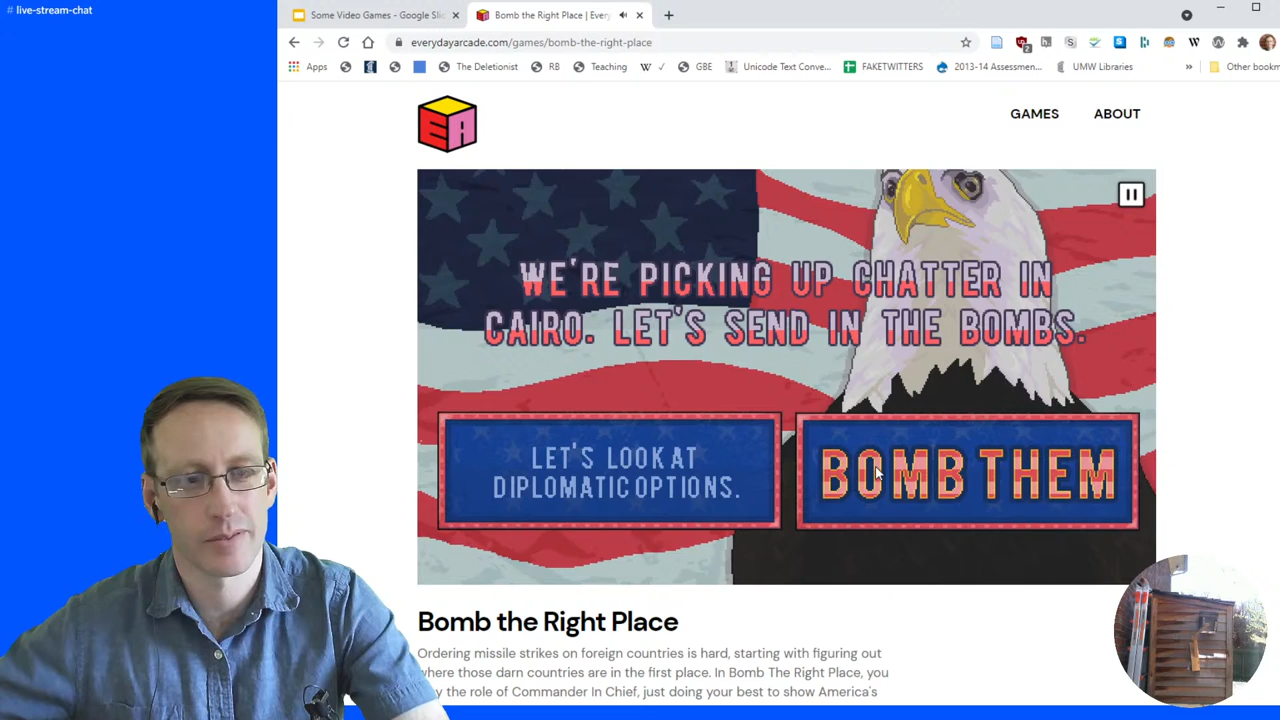 # live-stream-chat
Some Video Games - Google Sli
Bomb the Right Place | Every
everydayarcade.com/games/bomb-the-right-place
Apps
The Deletionist
RB
Teaching
W ✓
GBE
Unicode Text Conve...
FAKETWITTERS
2013-14 Assessmen...
UMW Libraries
»
Other bookm
EA
GAMES
ABOUT
WE'RE PICKING UP CHATTER IN
CAIRO. LET'S SEND IN THE BOMBS.
LET'S LOOK AT
DIPLOMATIC OPTIONS.
BOMB THEM
Bomb the Right Place
Ordering missile strikes on foreign countries is hard, starting with figuring out
where those darn countries are in the first place. In Bomb The Right Place, you
the role of Commander In Chief, just doing your best to show America's